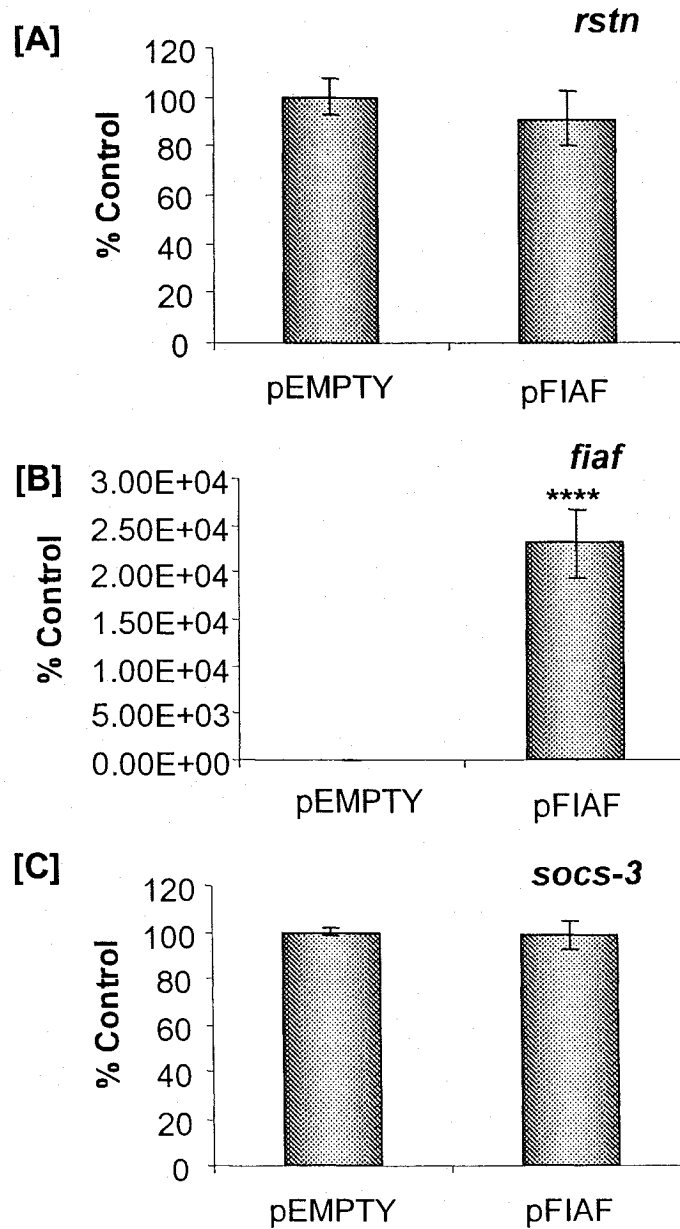 [A]
rstn
% Control
120
100
80
60
40
20
0
pEMPTY
pFIAF
[B]
fiaf
% Control
3.00E+04
2.50E+04
2.00E+04
1.50E+04
1.00E+04
5.00E+03
0.00E+00
****
pEMPTY
pFIAF
[C]
socs-3
% Control
120
100
80
60
40
20
0
pEMPTY
pFIAF